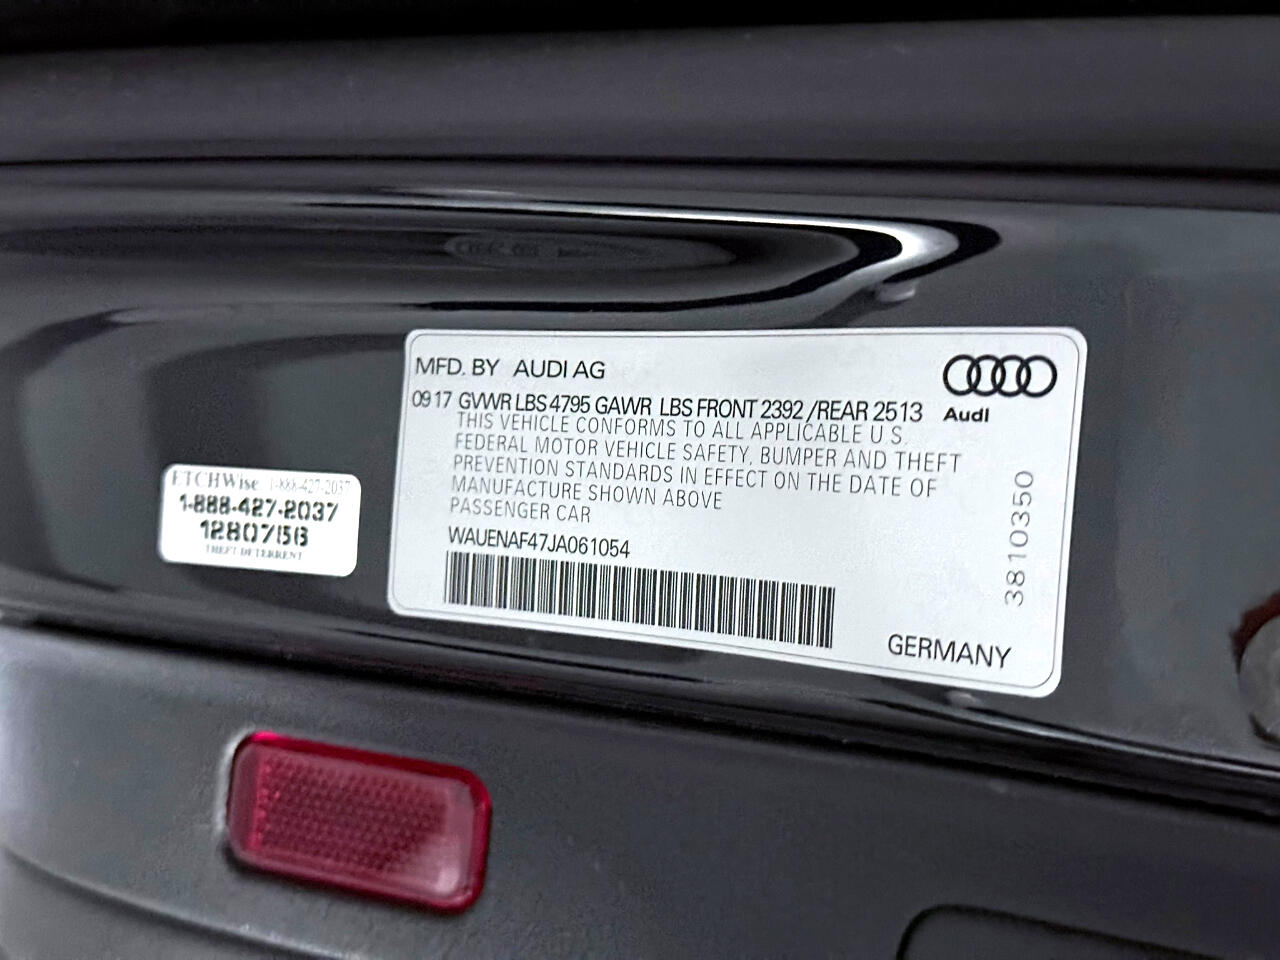 MFD. BY AUDI AG
Audi
09 17 GVWR LBS 4795 GAWR LBS FRONT 2392 /REAR 2513
THIS VEHICLE CONFORMS TO ALL APPLICABLE U S.
FEDERAL MOTOR VEHICLE SAFETY, BUMPER AND THEFT
PREVENTION STANDARDS IN EFFECT ON THE DATE OF
MANUFACTURE SHOWN ABOVE
PASSENGER CAR
WAUENAF47JA061054
GERMANY
3810350
ETCHWise 1-888-427-2037
1-888-427-2037
12807156
THEFT DETERRENT